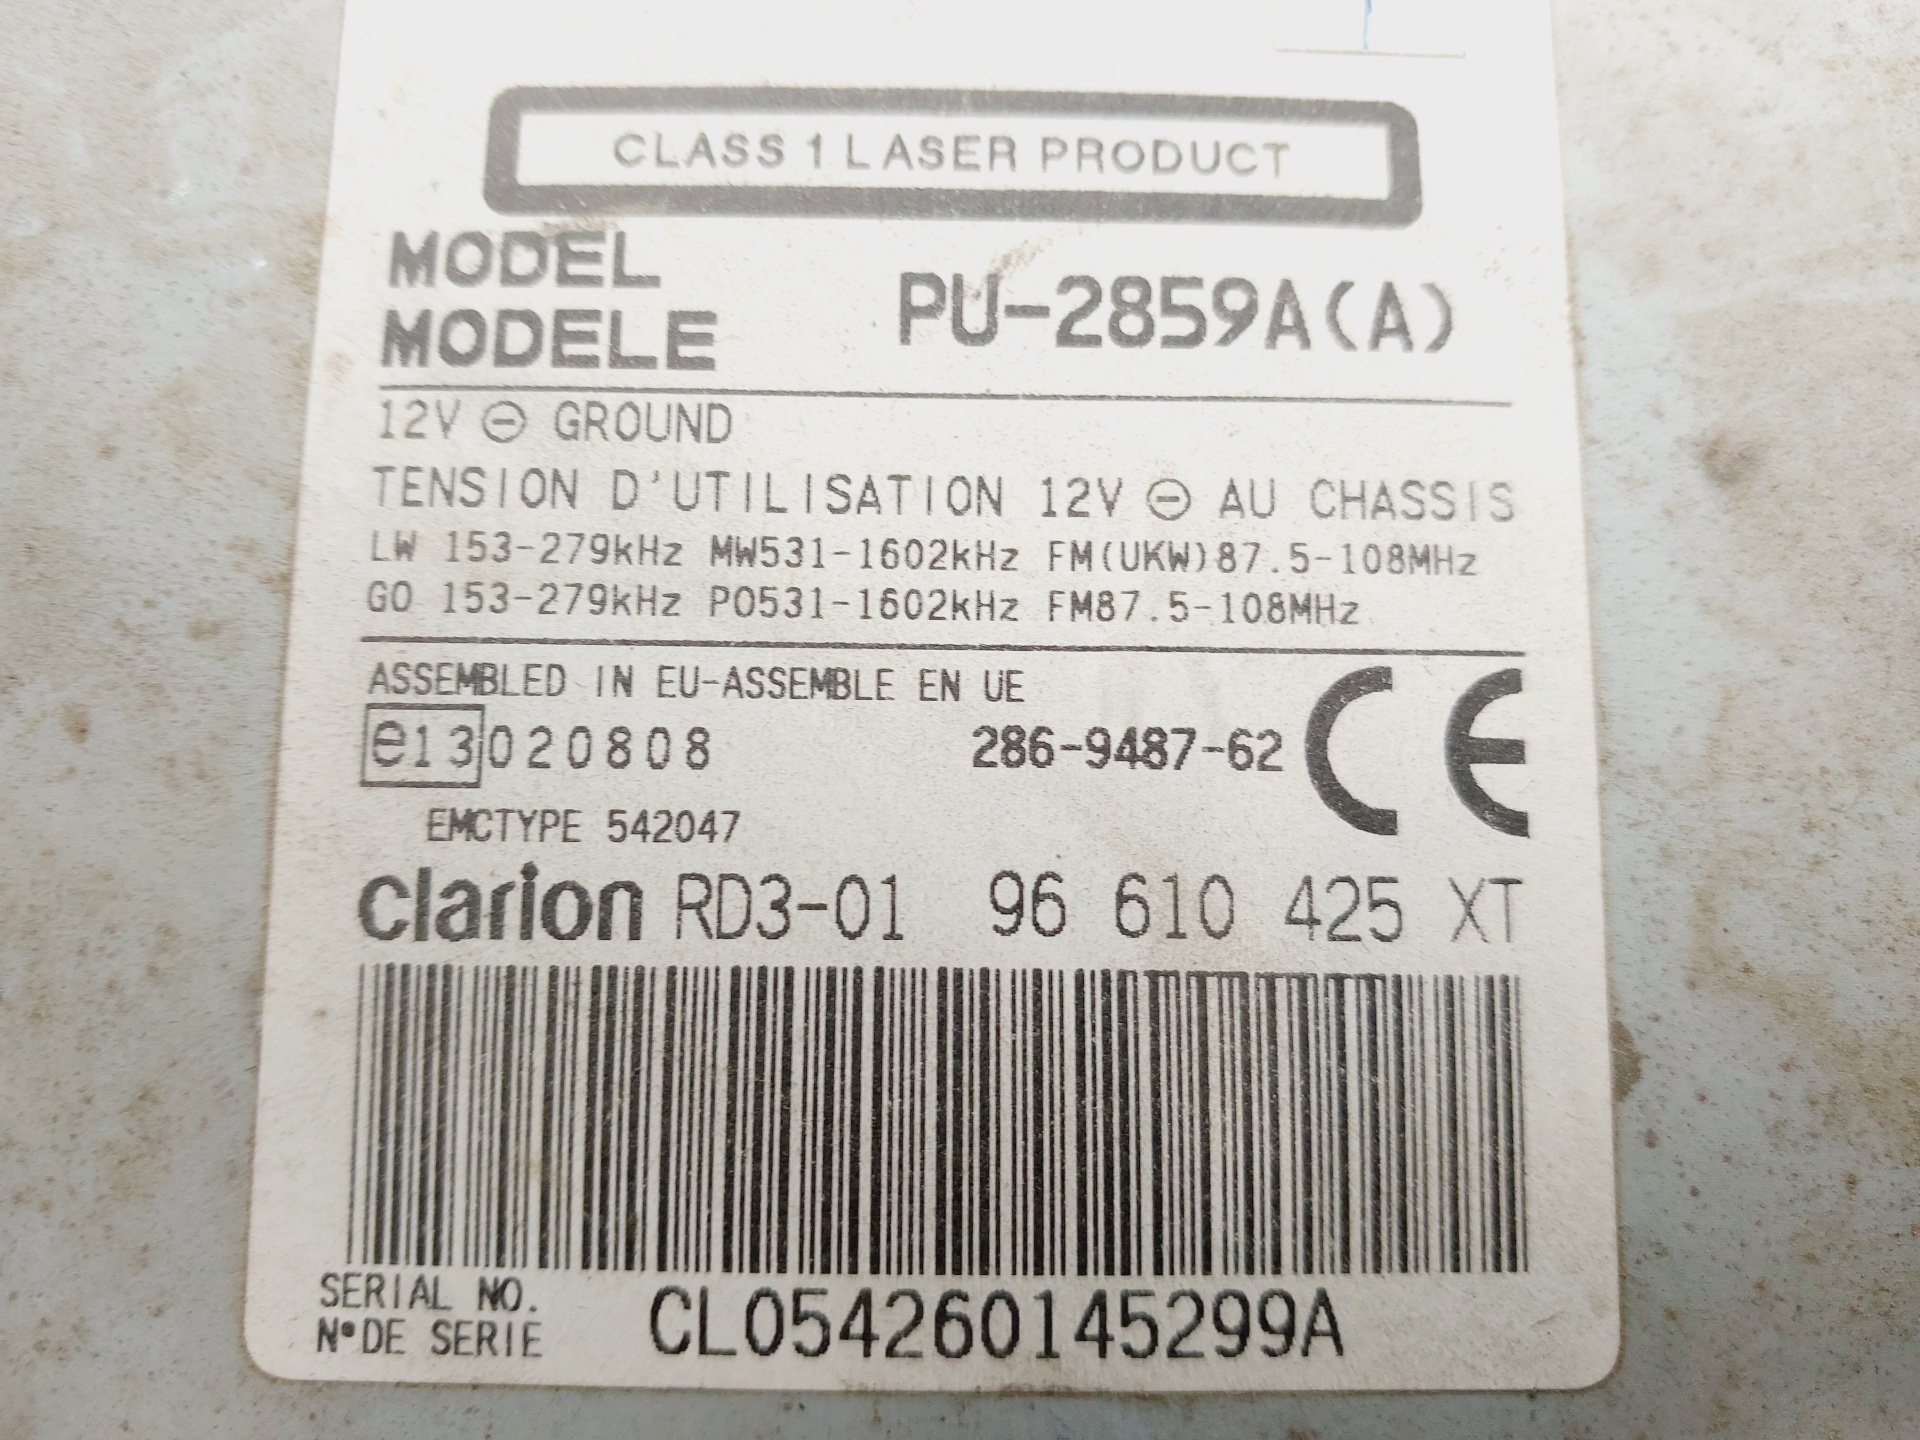 CLASS 1 LASER PRODUCT
MODEL
MODELE PU-2859A(A)
12V ⊖ GROUND
TENSION D'UTILISATION 12V ⊖ AU CHASSIS
LW 153-279kHz MW531-1602kHz FM(UKW)87.5-108MHz
GO 153-279kHz PO531-1602kHz FM87.5-108MHz
ASSEMBLED IN EU-ASSEMBLE EN UE
e13 020808 286-9487-62 CE
EMCTYPE 542047
clarion RD3-01 96 610 425 XT
SERIAL NO.
N°DE SERIE CL054260145299A